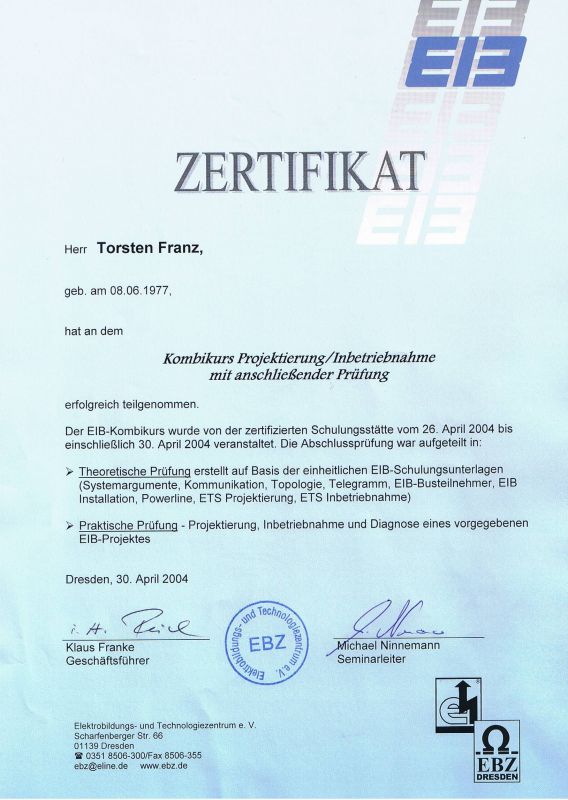 EIB
EIB
EIB
EIB
ZERTIFIKAT
Herr Torsten Franz,
geb. am 08.06.1977,
hat an dem
Kombikurs Projektierung/Inbetriebnahme
mit anschließender Prüfung
erfolgreich teilgenommen.
Der EIB-Kombikurs wurde von der zertifizierten Schulungsstätte vom 26. April 2004 bis
einschließlich 30. April 2004 veranstaltet. Die Abschlussprüfung war aufgeteilt in:
➢ Theoretische Prüfung erstellt auf Basis der einheitlichen EIB-Schulungsunterlagen
(Systemargumente, Kommunikation, Topologie, Telegramm, EIB-Busteilnehmer, EIB
Installation, Powerline, ETS Projektierung, ETS Inbetriebnahme)
➢ Praktische Prüfung - Projektierung, Inbetriebnahme und Diagnose eines vorgegebenen
EIB-Projektes
Dresden, 30. April 2004
Klaus Franke
Geschäftsführer
Elektrobildungs- und Technologiezentrum e.V.
EBZ
Michael Ninnemann
Seminarleiter
Elektrobildungs- und Technologiezentrum e. V.
Scharfenberger Str. 66
01139 Dresden
☎ 0351 8506-300/Fax 8506-355
ebz@eline.de www.ebz.de
e
EBZ
DRESDEN